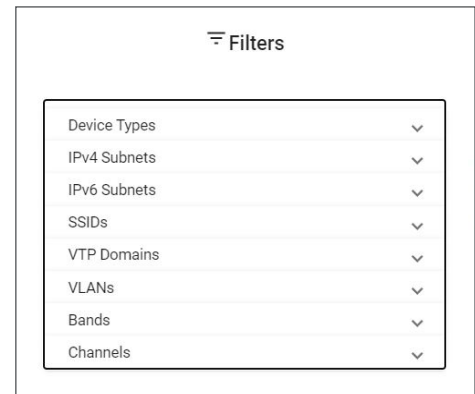 Filters
Device Types
IPv4 Subnets
IPv6 Subnets
SSIDs
VTP Domains
VLANs
Bands
Channels